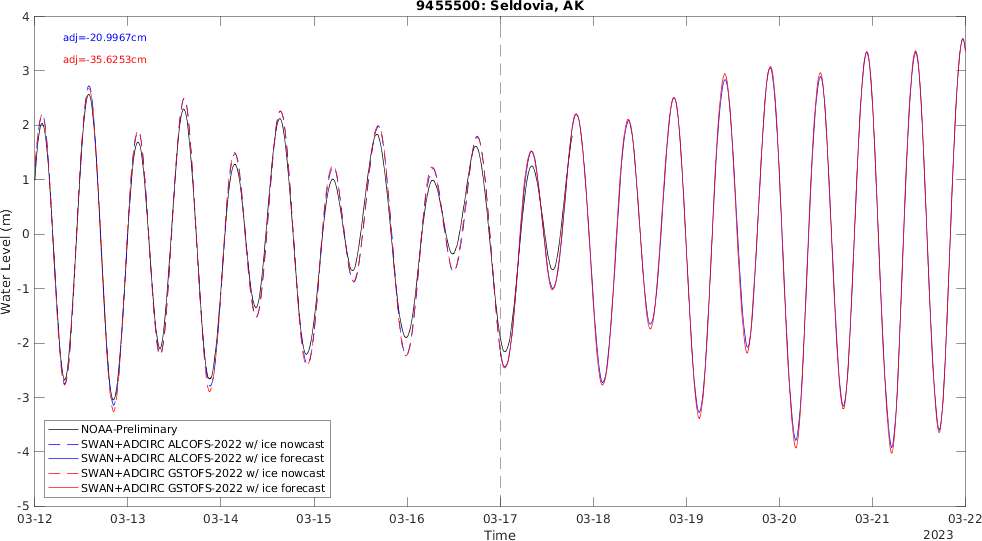 9455500: Seldovia, AK
adj=-20.9967cm
adj=-35.6253cm
4
3
2
1
0
-1
-2
-3
-4
-5
Water Level (m)
NOAA-Preliminary
SWAN+ADCIRC ALCOFS-2022 w/ ice nowcast
SWAN+ADCIRC ALCOFS-2022 w/ ice forecast
SWAN+ADCIRC GSTOFS-2022 w/ ice nowcast
SWAN+ADCIRC GSTOFS-2022 w/ ice forecast
03-12 03-13 03-14 03-15 03-16 03-17 03-18 03-19 03-20 03-21 03-22
Time
2023